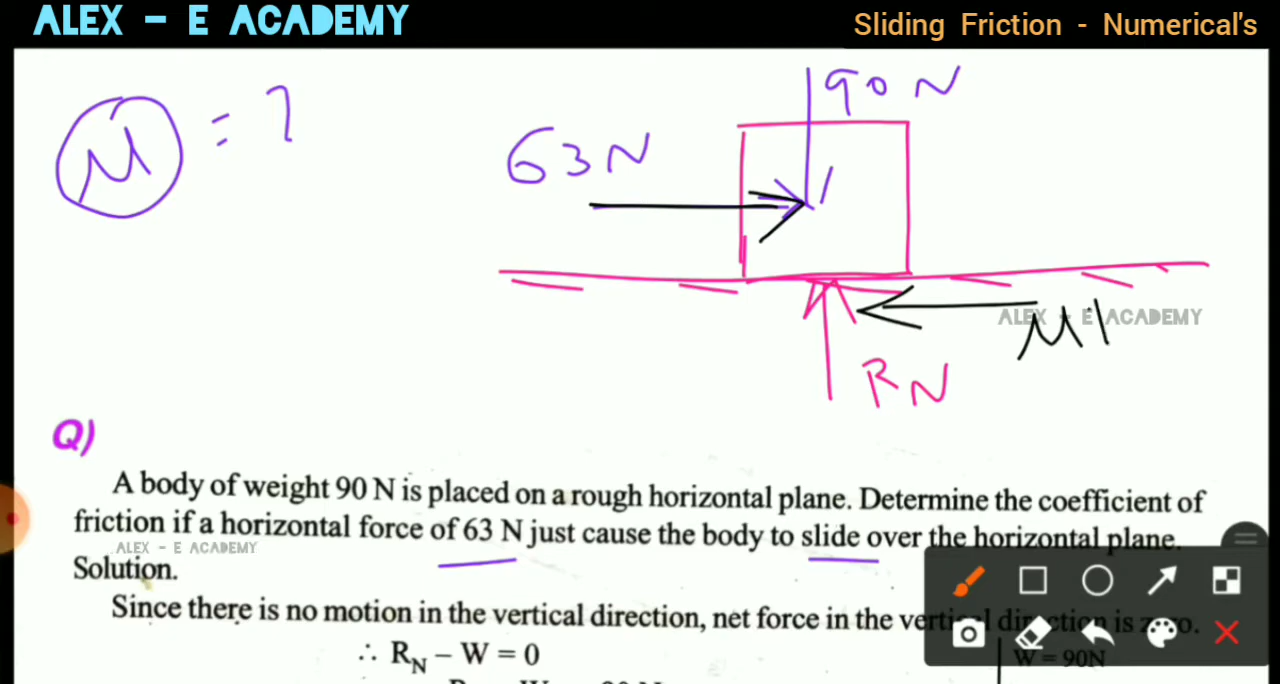 ALEX – E ACADEMY
Sliding Friction - Numerical's
μ = ?
90 N
63 N
ALEX - E ACADEMY
μ
RN
Q)
A body of weight 90 N is placed on a rough horizontal plane. Determine the coefficient of
friction if a horizontal force of 63 N just cause the body to slide over the horizontal plane.
ALEX - E ACADEMY
Solution.
Since there is no motion in the vertical direction, net force in the vertical direction is zero.
∴ RN – W = 0
W = 90N